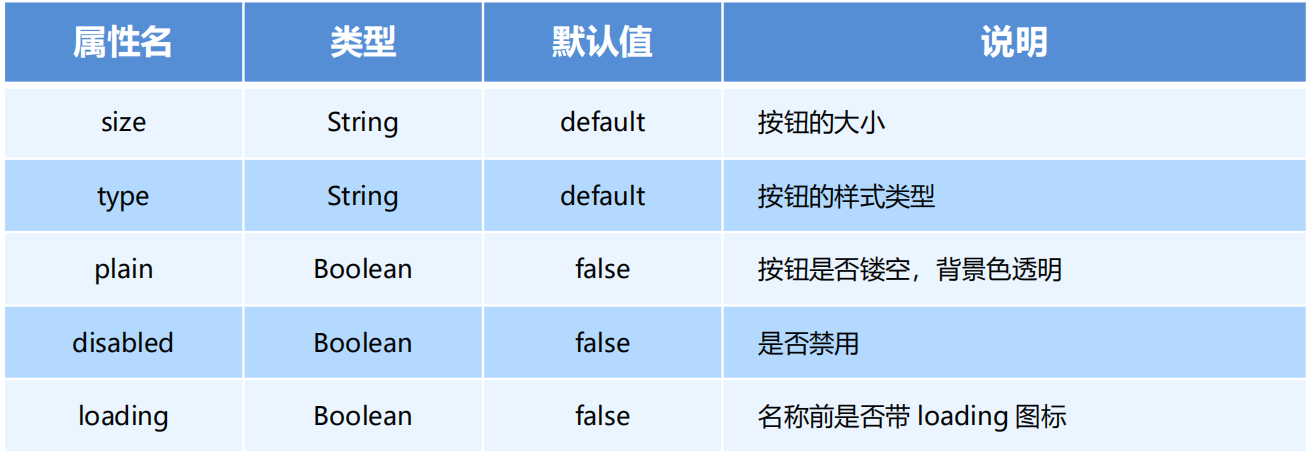 属性名 类型 默认值 说明
size String default 按钮的大小
type String default 按钮的样式类型
plain Boolean false 按钮是否镂空，背景色透明
disabled Boolean false 是否禁用
loading Boolean false 名称前是否带 loading 图标